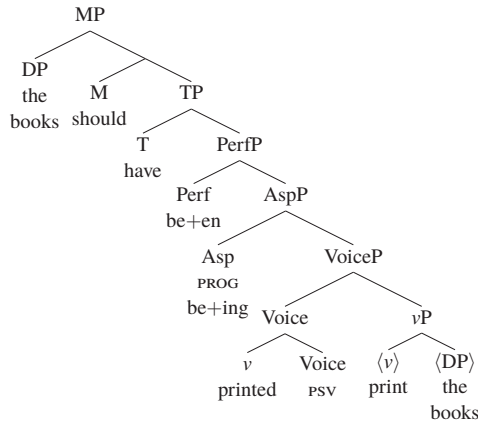 MP
DP
the
books
M
should
TP
T
have
PerfP
Perf
be+en
AspP
Asp
PROG
be+ing
VoiceP
Voice
vP
v
printed
Voice
PSV
⟨v⟩
print
⟨DP⟩
the
books